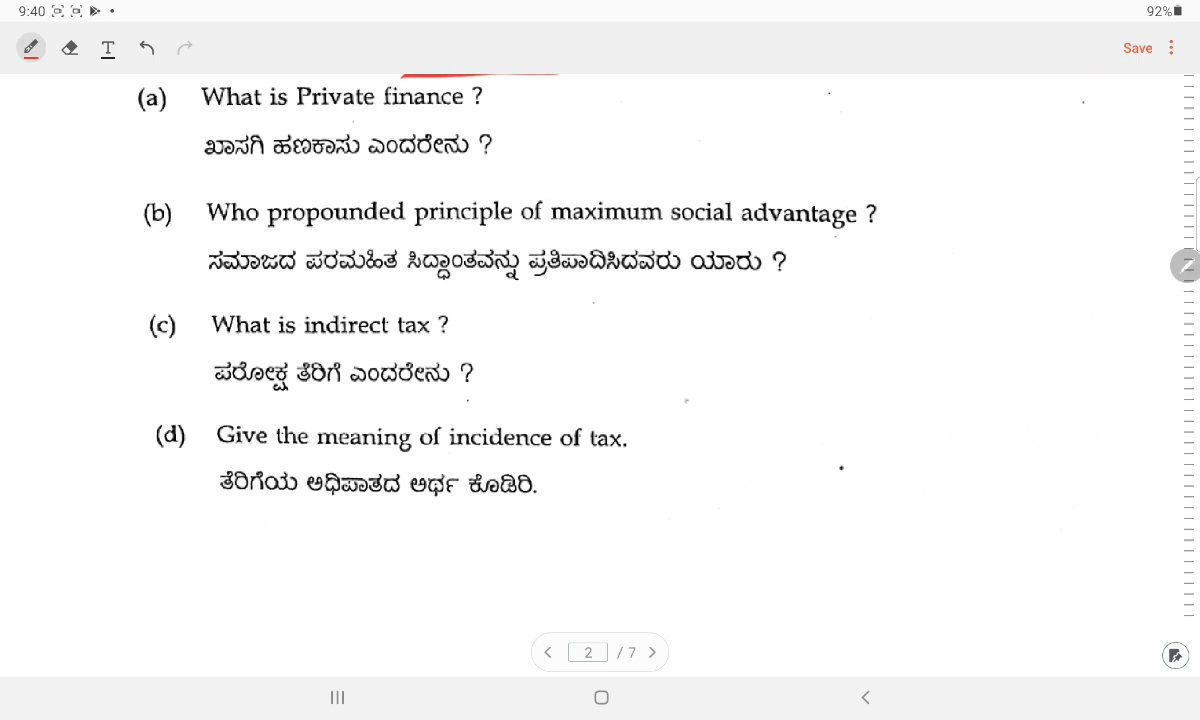 9:40
92%
T
Save
(a) What is Private finance ?
ಖಾಸಗಿ ಹಣಕಾಸು ಎಂದರೇನು ?
(b) Who propounded principle of maximum social advantage ?
ಸಮಾಜದ ಪರಮಹಿತ ಸಿದ್ಧಾಂತವನ್ನು ಪ್ರತಿಪಾದಿಸಿದವರು ಯಾರು ?
(c) What is indirect tax ?
ಪರೋಕ್ಷ ತೆರಿಗೆ ಎಂದರೇನು ?
(d) Give the meaning of incidence of tax.
ತೆರಿಗೆಯ ಅಧಿಪಾತದ ಅರ್ಥ ಕೊಡಿರಿ.
2 / 7